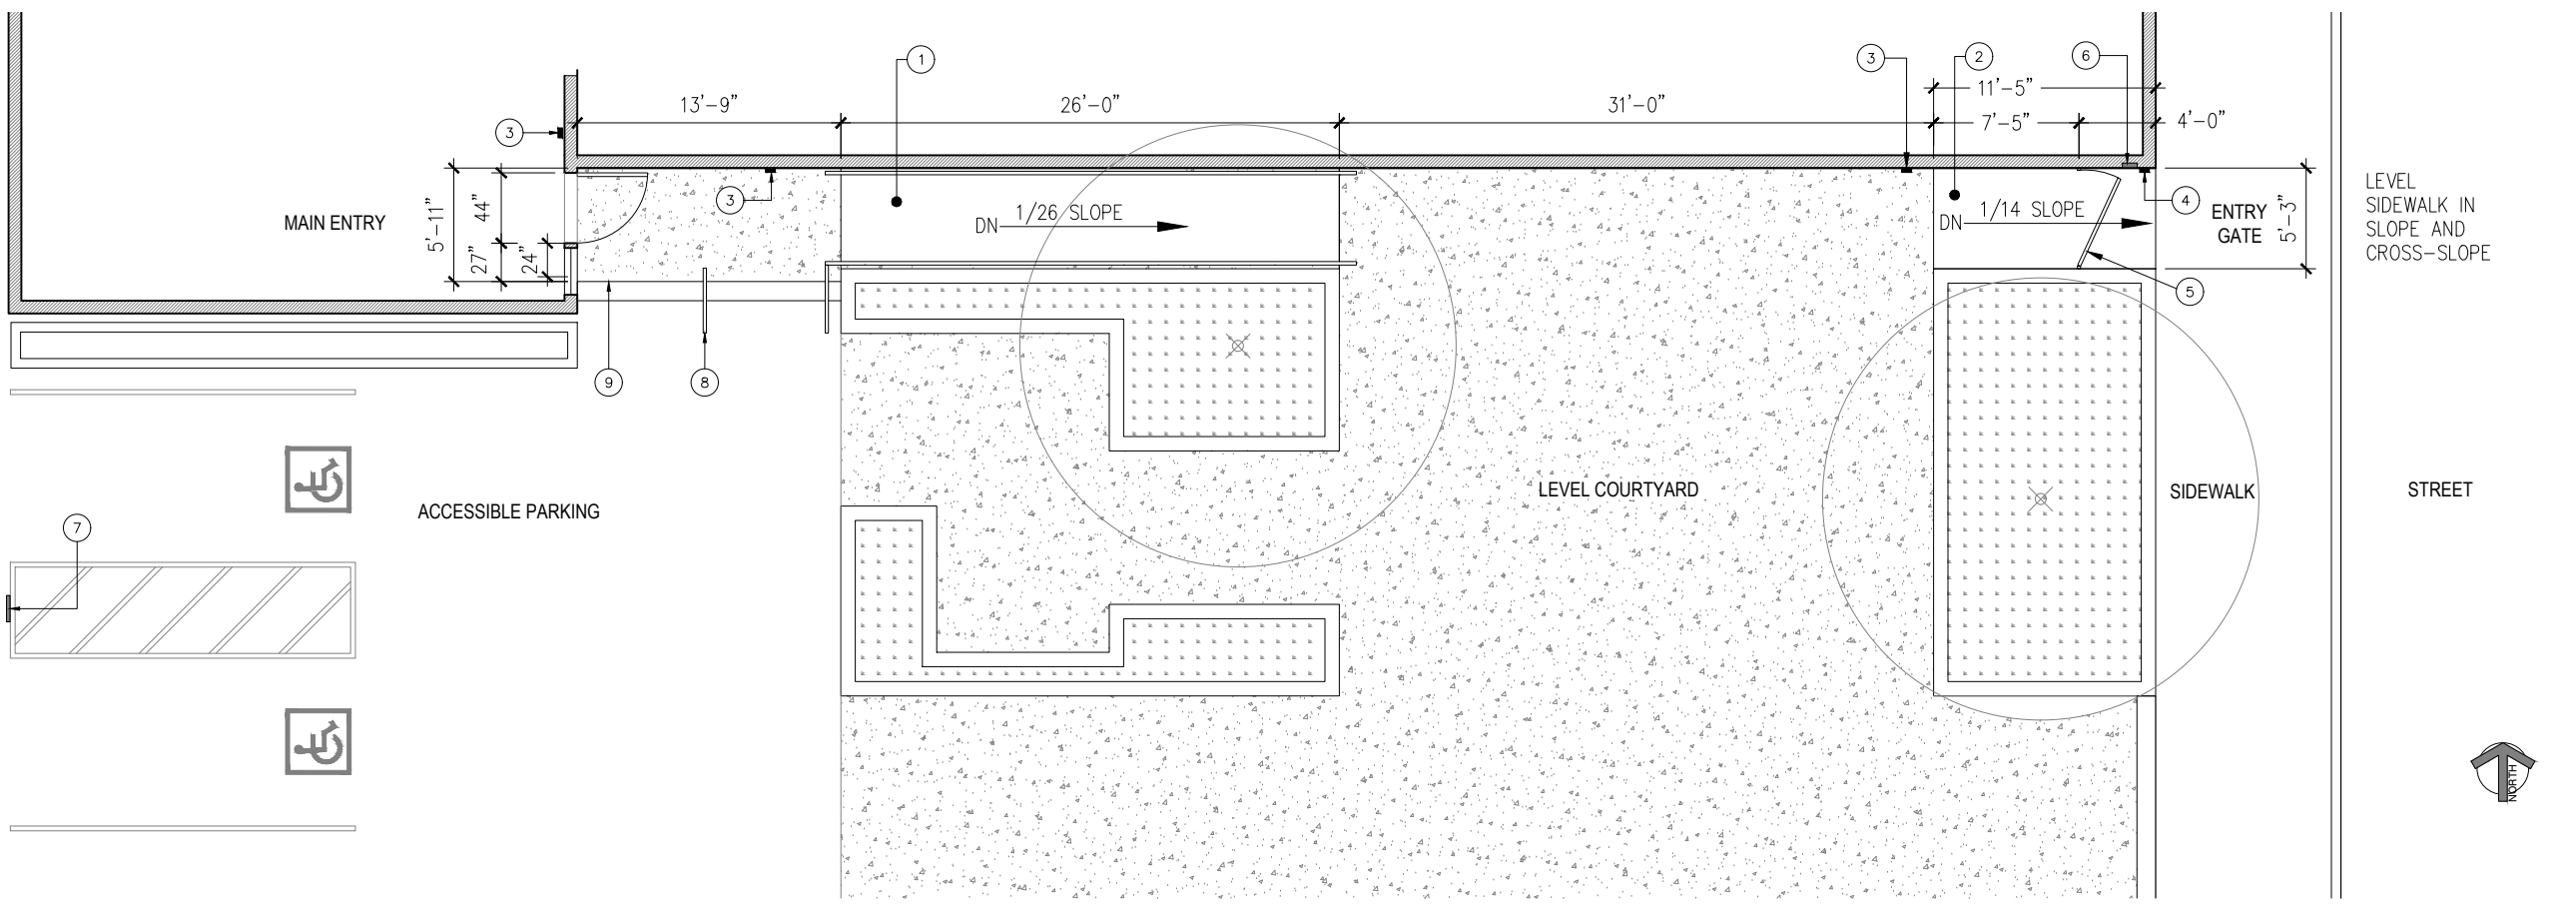 1
3
2
6
11'-5"
13'-9"
26'-0"
31'-0"
7'-5"
4'-0"
3
3
4
MAIN ENTRY
5'-11"
44"
27"
24"
DN
1/26 SLOPE
DN
1/14 SLOPE
ENTRY
GATE
5'-3"
LEVEL
SIDEWALK IN
SLOPE AND
CROSS-SLOPE
5
9
8
ACCESSIBLE PARKING
7
LEVEL COURTYARD
SIDEWALK
STREET
NORTH